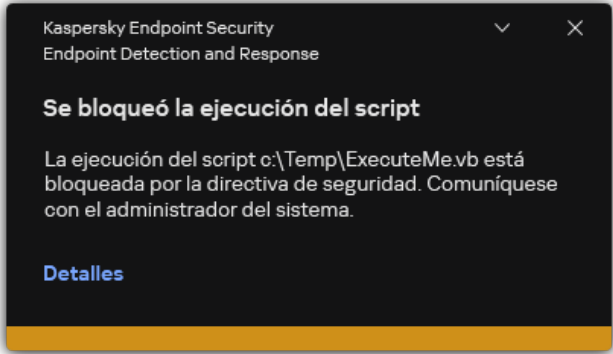 Kaspersky Endpoint Security
Endpoint Detection and Response
Se bloqueó la ejecución del script
La ejecución del script c:\Temp\ExecuteMe.vb está
bloqueada por la directiva de seguridad. Comuníquese
con el administrador del sistema.
Detalles